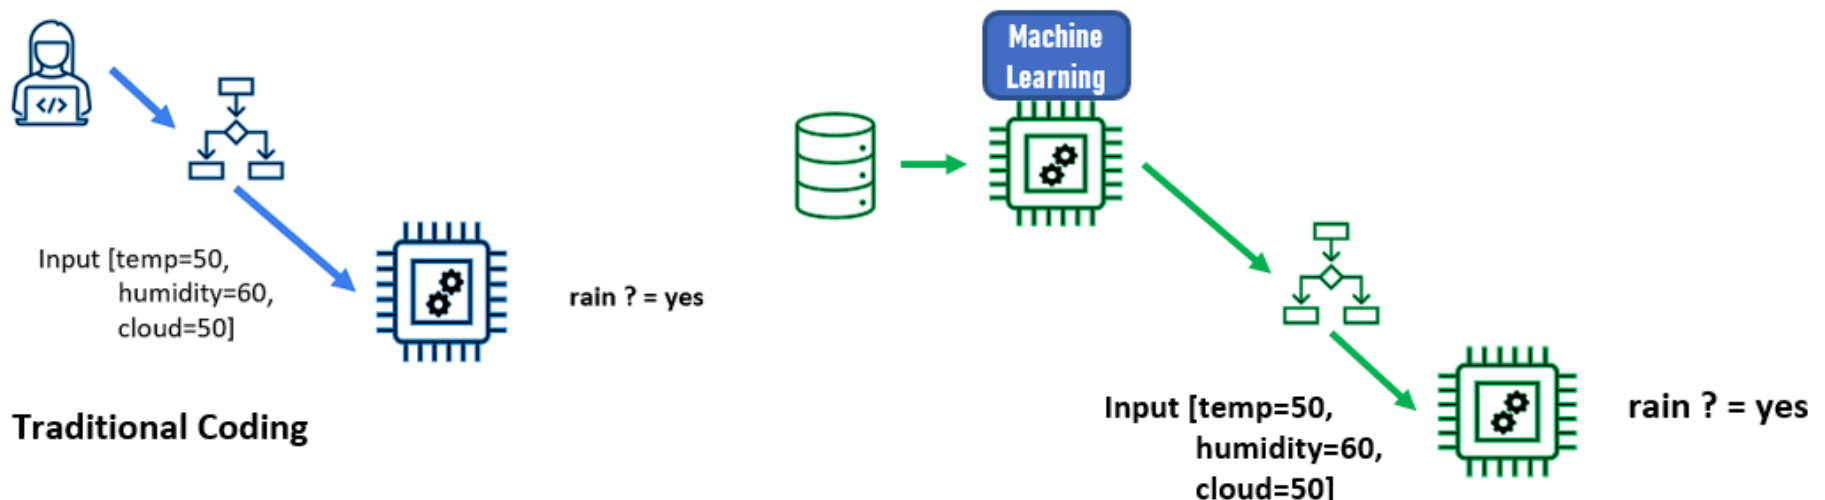 </>
Input [temp=50,
humidity=60,
cloud=50]
rain ? = yes
Traditional Coding
Machine
Learning
Input [temp=50,
humidity=60,
cloud=50]
rain ? = yes